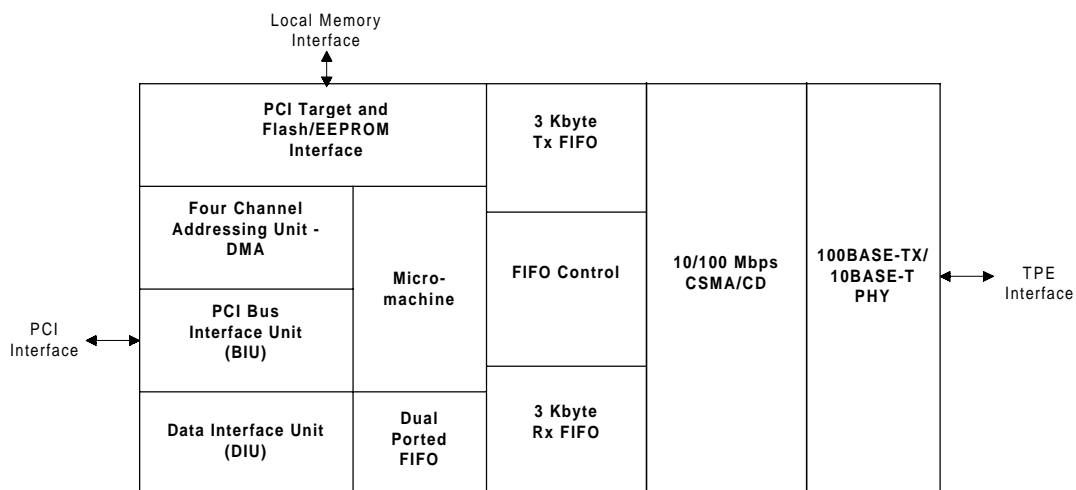 Local Memory
Interface
PCI Target and
Flash/EEPROM
Interface
3 Kbyte
Tx FIFO
Four Channel
Addressing Unit -
DMA
Micro-
machine
FIFO Control
10/100 Mbps
CSMA/CD
100BASE-TX/
10BASE-T
PHY
TPE
Interface
PCI
Interface
PCI Bus
Interface Unit
(BIU)
Data Interface Unit
(DIU)
Dual
Ported
FIFO
3 Kbyte
Rx FIFO